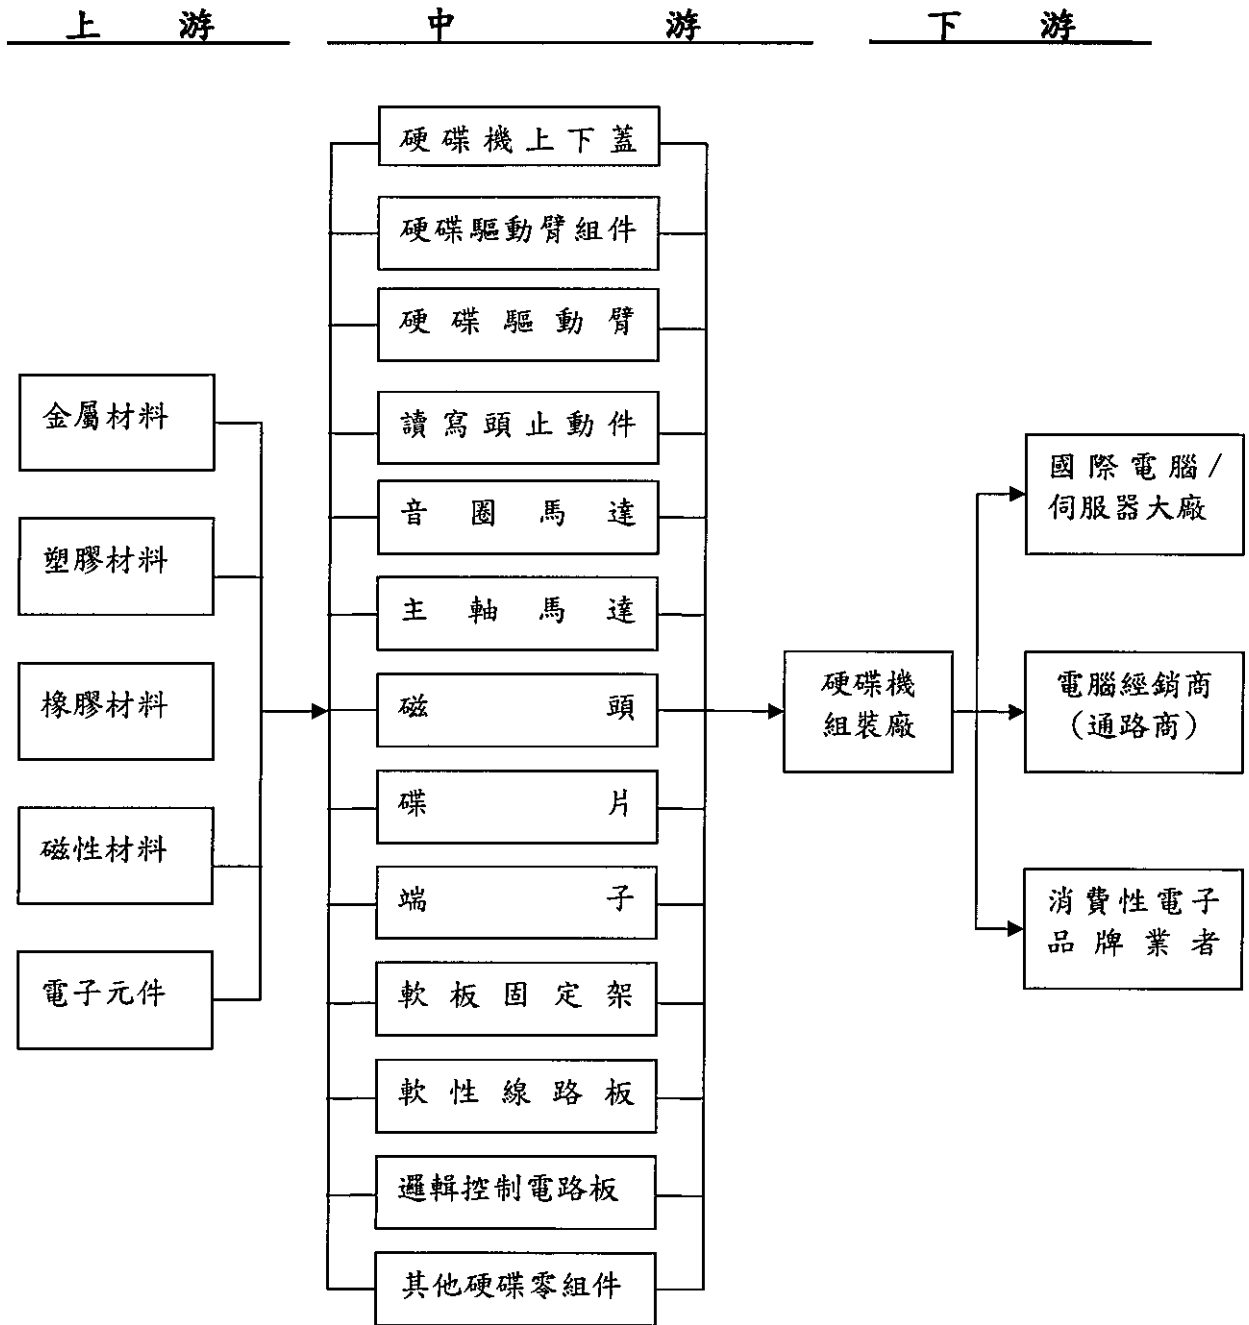 上游
中游
下游
金屬材料
塑膠材料
橡膠材料
磁性材料
電子元件
硬碟機上下蓋
硬碟驅動臂組件
硬碟驅動臂
讀寫頭止動件
音圈馬達
主軸馬達
磁頭
碟片
端子
軟板固定架
軟性線路板
邏輯控制電路板
其他硬碟零組件
硬碟機
組裝廠
國際電腦/
伺服器大廠
電腦經銷商
(通路商)
消費性電子
品牌業者